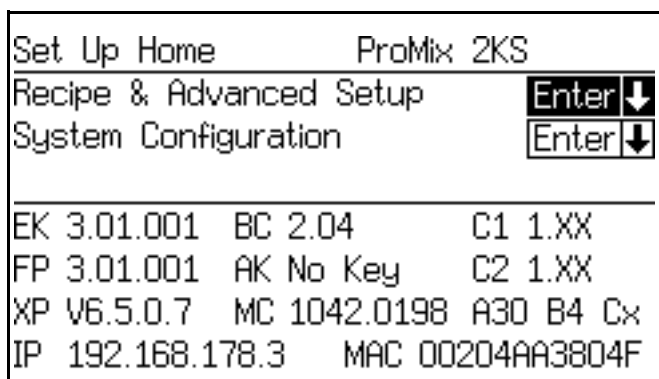 Set Up Home ProMix 2KS
Recipe & Advanced Setup Enter
System Configuration Enter
EK 3.01.001 BC 2.04 C1 1.XX
FP 3.01.001 AK No Key C2 1.XX
XP V6.5.0.7 MC 1042.0198 A30 B4 Cx
IP 192.168.178.3 MAC 00204AA3804F